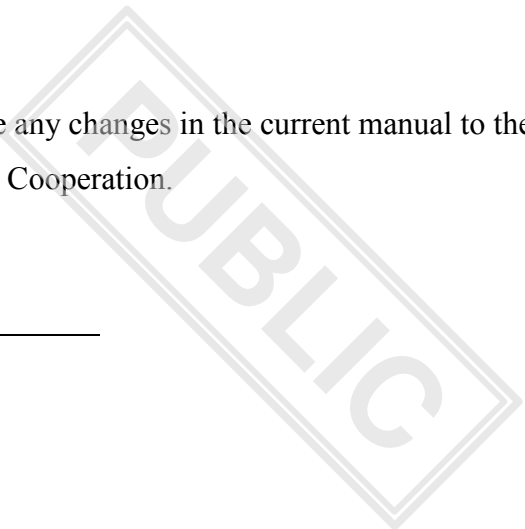 e any changes in the current manual to the
Cooperation.
PUBLIC